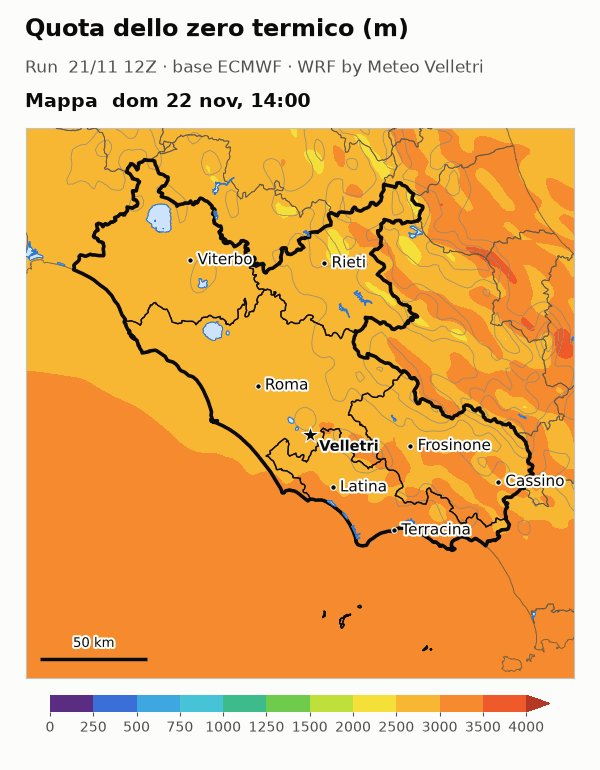 Quota dello zero termico (m)
Run  21/11 12Z · base ECMWF · WRF by Meteo Velletri
Mappa  dom 22 nov, 14:00
Viterbo
Rieti
Roma
Velletri
Frosinone
Cassino
Latina
Terracina
50 km
0 250 500 750 1000 1250 1500 2000 2500 3000 3500 4000